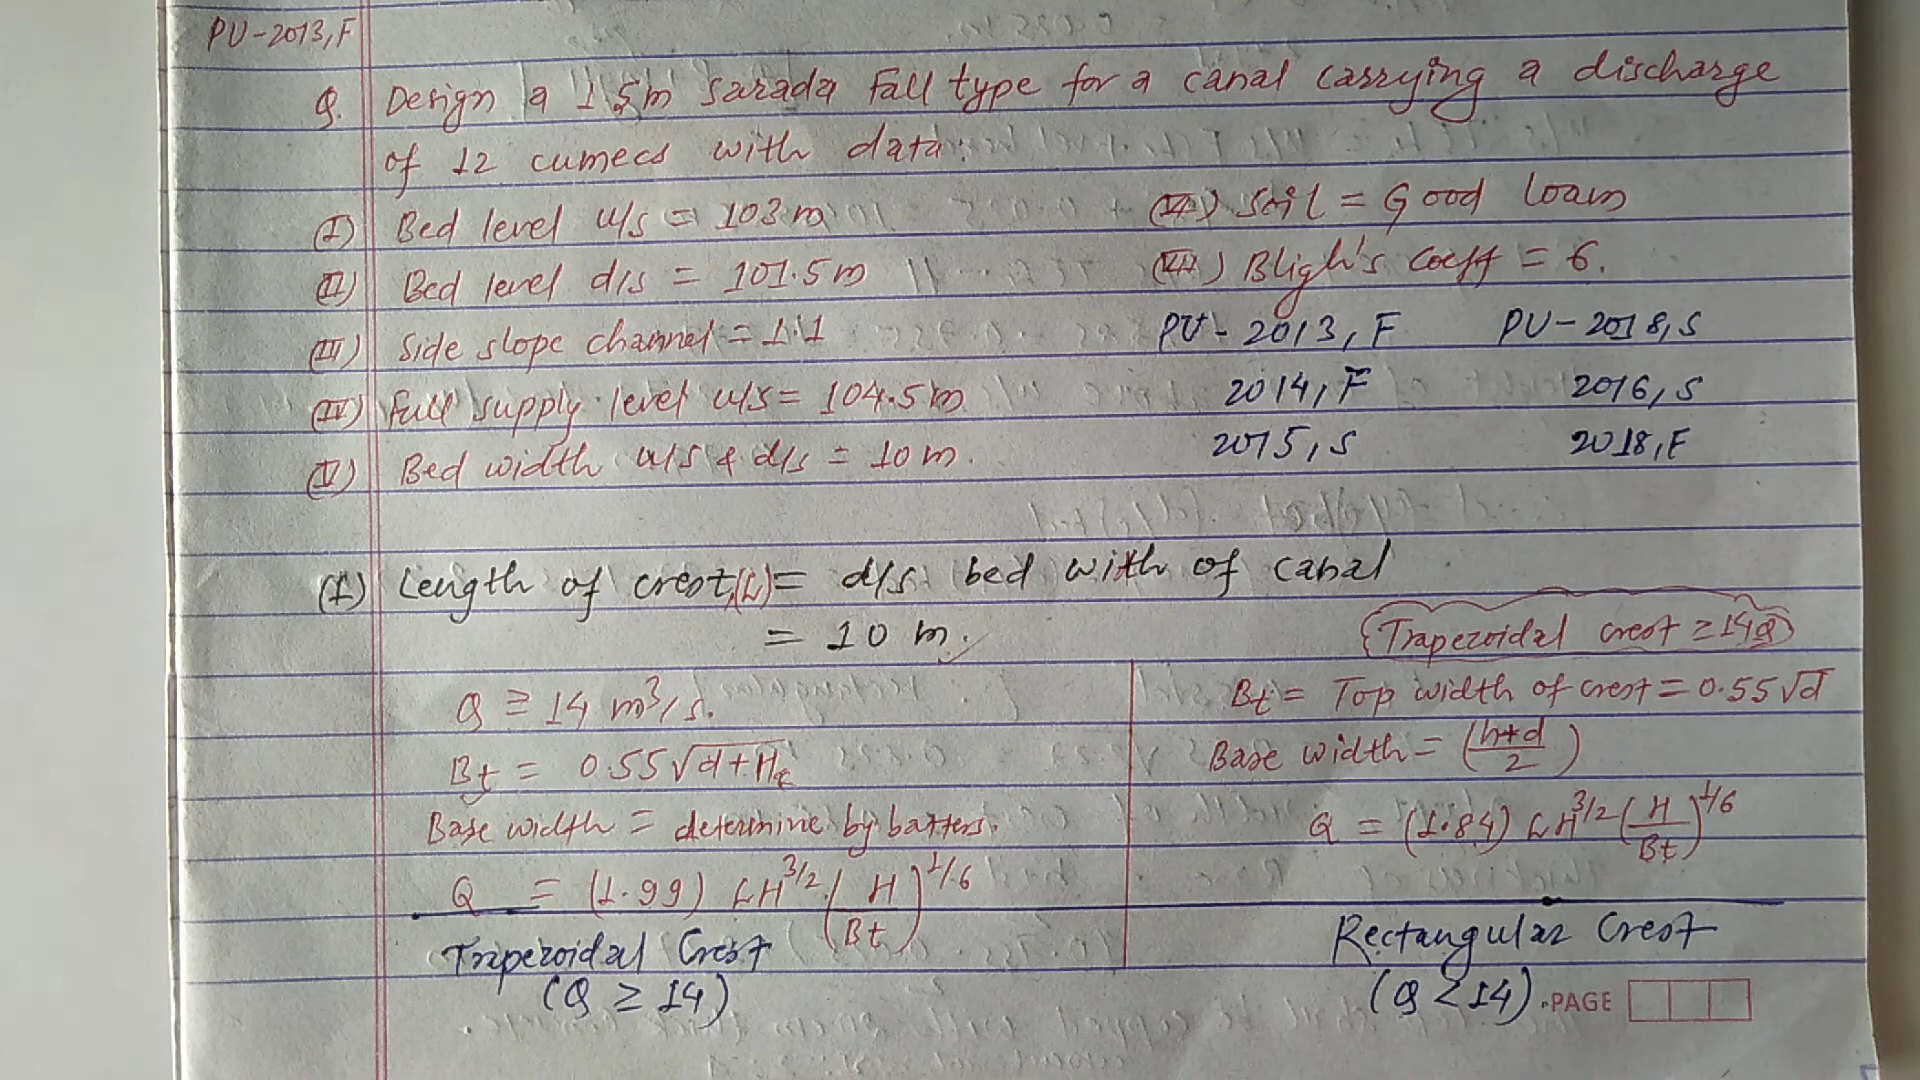 PU-2013,F
Q. Design a 1.5m Sarada Fall type for a canal carrying a discharge
of 12 cumecs with data:
(I) Bed level u/s = 103 m
(II) Bed level d/s = 101.5 m
(III) Side slope channel = 1:1
(IV) Full supply level u/s = 104.5 m
(V) Bed width u/s & d/s = 10 m.
(VI) Soil = Good loam
(VII) Bligh's coeff = 6.
PU-2013, F PU-2018, S
2014, F 2016, S
2015, S 2018, F
(I) Length of crest (L) = d/s bed with of canal
= 10 m.
Trapezoidal crest ≥ 14Q
Q ≥ 14 m³/s.
Bt = 0.55√d+H
Base width = determine by batters.
Q = (1.99) LH^3/2 (H/Bt)^1/6
Trapezoidal Crest
(Q ≥ 14)
Bt = Top width of crest = 0.55√d
Base width = (h+d/2)
Q = (1.84) LH^3/2 (H/Bt)^1/6
Rectangular Crest
(Q < 14).
PAGE